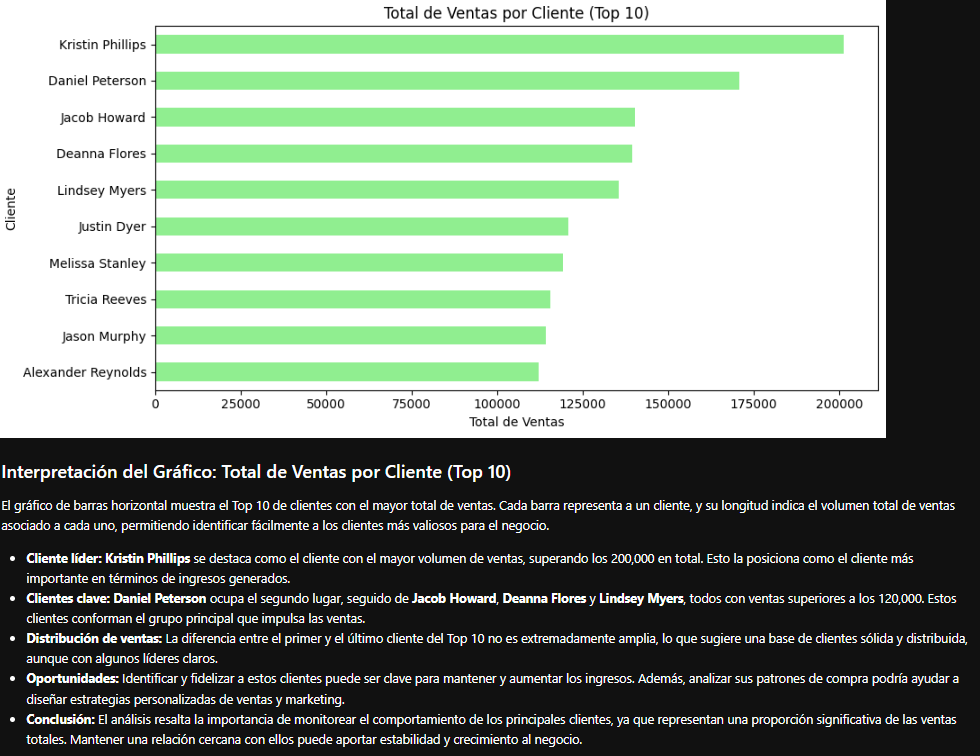 Total de Ventas por Cliente (Top 10)
Kristin Phillips
Daniel Peterson
Jacob Howard
Deanna Flores
Lindsey Myers
Justin Dyer
Melissa Stanley
Tricia Reeves
Jason Murphy
Alexander Reynolds
Cliente
0 25000 50000 75000 100000 125000 150000 175000 200000
Total de Ventas
Interpretación del Gráfico: Total de Ventas por Cliente (Top 10)
El gráfico de barras horizontal muestra el Top 10 de clientes con el mayor total de ventas. Cada barra representa a un cliente, y su longitud indica el volumen total de ventas
asociado a cada uno, permitiendo identificar fácilmente a los clientes más valiosos para el negocio.
• Cliente líder: Kristin Phillips se destaca como el cliente con el mayor volumen de ventas, superando los 200,000 en total. Esto la posiciona como el cliente más
importante en términos de ingresos generados.
• Clientes clave: Daniel Peterson ocupa el segundo lugar, seguido de Jacob Howard, Deanna Flores y Lindsey Myers, todos con ventas superiores a los 120,000. Estos
clientes conforman el grupo principal que impulsa las ventas.
• Distribución de ventas: La diferencia entre el primer y el último cliente del Top 10 no es extremadamente amplia, lo que sugiere una base de clientes sólida y distribuida,
aunque con algunos líderes claros.
• Oportunidades: Identificar y fidelizar a estos clientes puede ser clave para mantener y aumentar los ingresos. Además, analizar sus patrones de compra podría ayudar a
diseñar estrategias personalizadas de ventas y marketing.
• Conclusión: El análisis resalta la importancia de monitorear el comportamiento de los principales clientes, ya que representan una proporción significativa de las ventas
totales. Mantener una relación cercana con ellos puede aportar estabilidad y crecimiento al negocio.